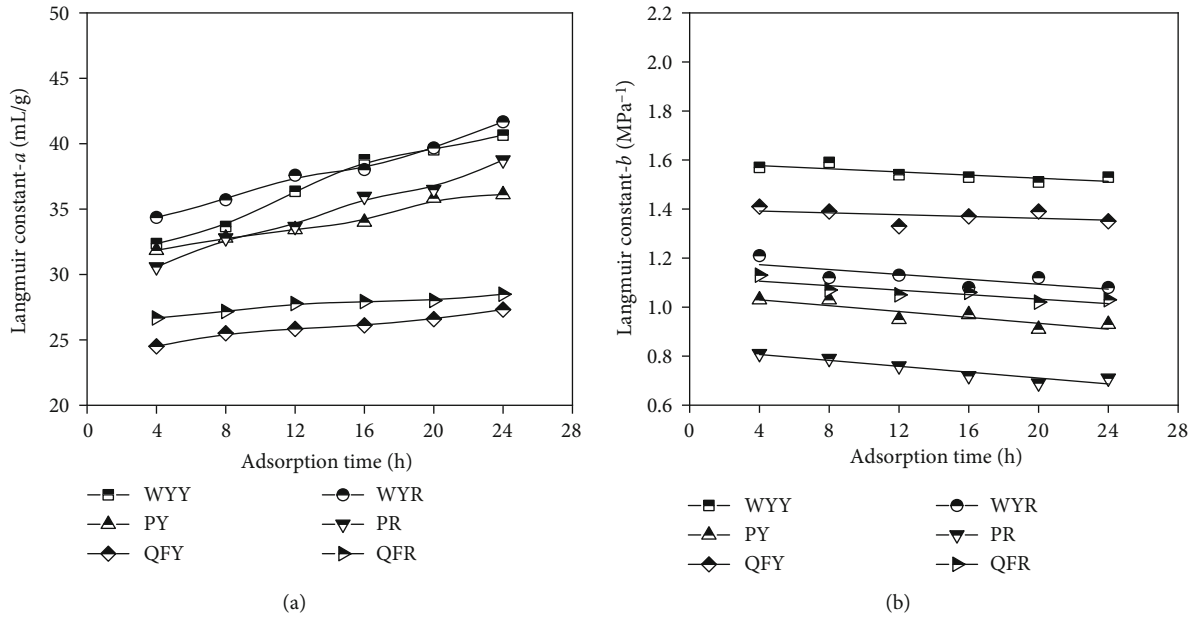 50
45
40
35
30
25
20
Langmuir constant-a (mL/g)
0 4 8 12 16 20 24 28
Adsorption time (h)
WYY WYR
PY PR
QFY QFR
(a)
2.2
2.0
1.8
1.6
1.4
1.2
1.0
0.8
0.6
Langmuir constant-b (MPa⁻¹)
0 4 8 12 16 20 24 28
Adsorption time (h)
WYY WYR
PY PR
QFY QFR
(b)